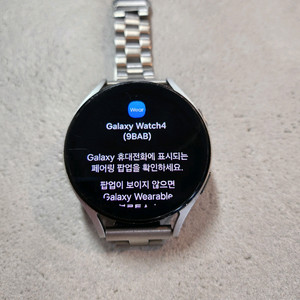 Wear
Galaxy Watch4
(9BAB)
Galaxy 휴대전화에 표시되는
페어링 팝업을 확인하세요.
팝업이 보이지 않으면
Galaxy Wearable